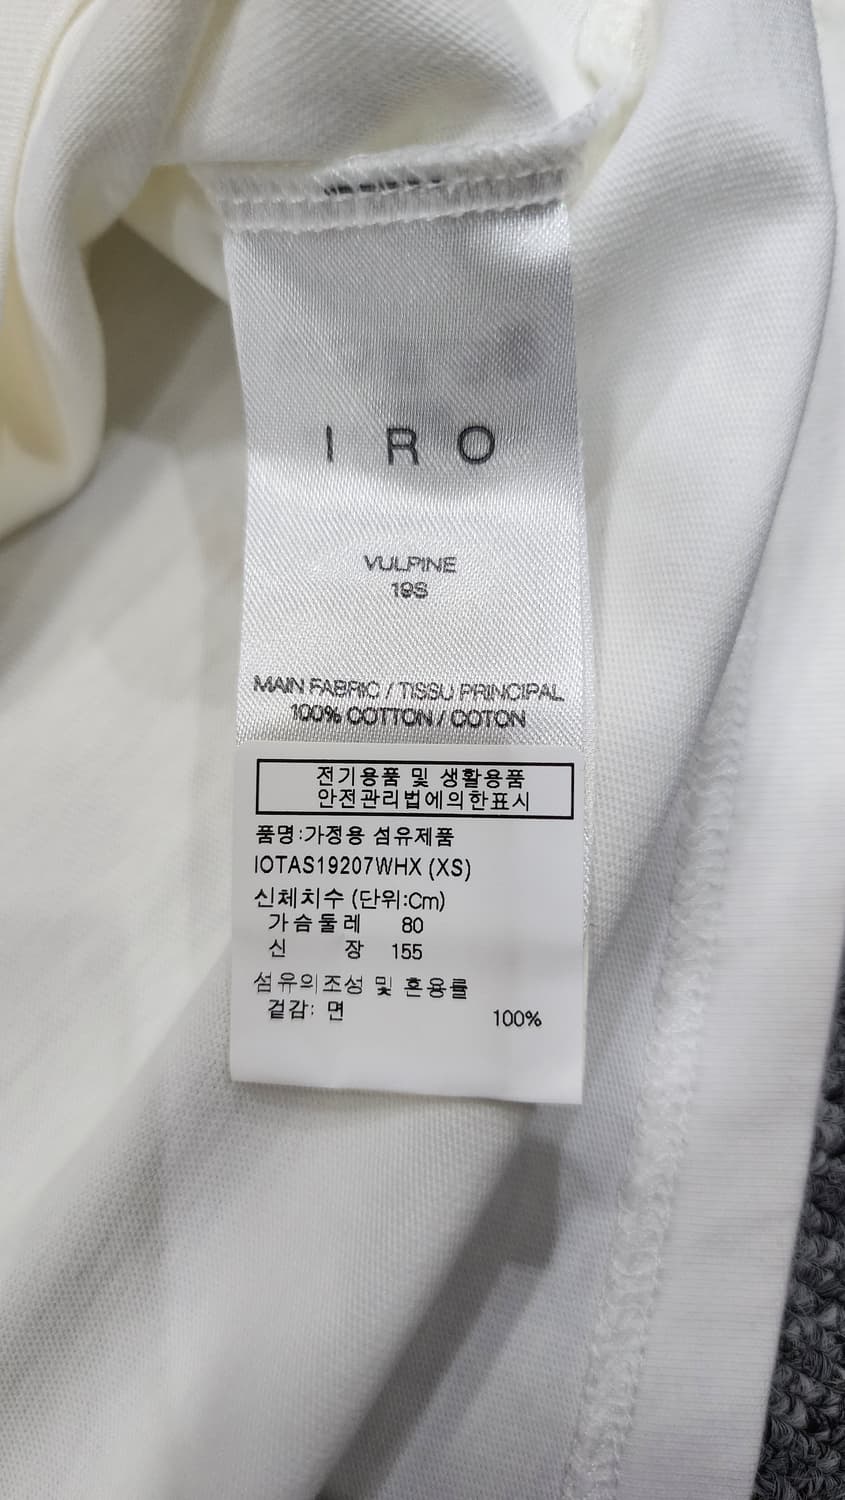 I R O
VULPINE
19S
MAIN FABRIC / TISSU PRINCIPAL
100% COTTON / COTON
전기용품 및 생활용품
안전관리법에의한표시
품명:가정용 섬유제품
IOTAS19207WHX (XS)
신체치수 (단위:Cm)
가슴둘레 80
신 장 155
섬유의조성 및 혼용률
겉감: 면 100%